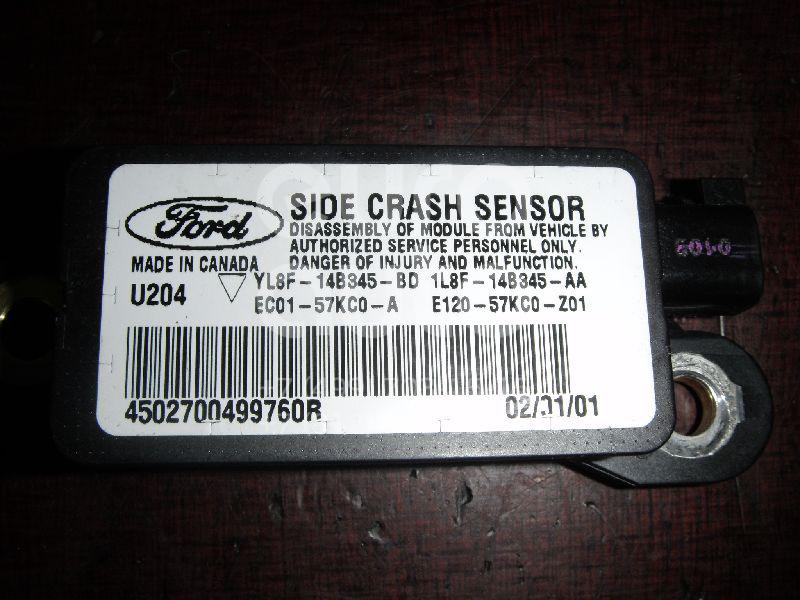 Ford
SIDE CRASH SENSOR
DISASSEMBLY OF MODULE FROM VEHICLE BY
AUTHORIZED SERVICE PERSONNEL ONLY.
DANGER OF INJURY AND MALFUNCTION.
MADE IN CANADA
U204
YL8F-14B345-BD 1L8F-14B345-AA
EC01-57KC0-A E120-57KC0-Z01
4502700499760R
02/01/01